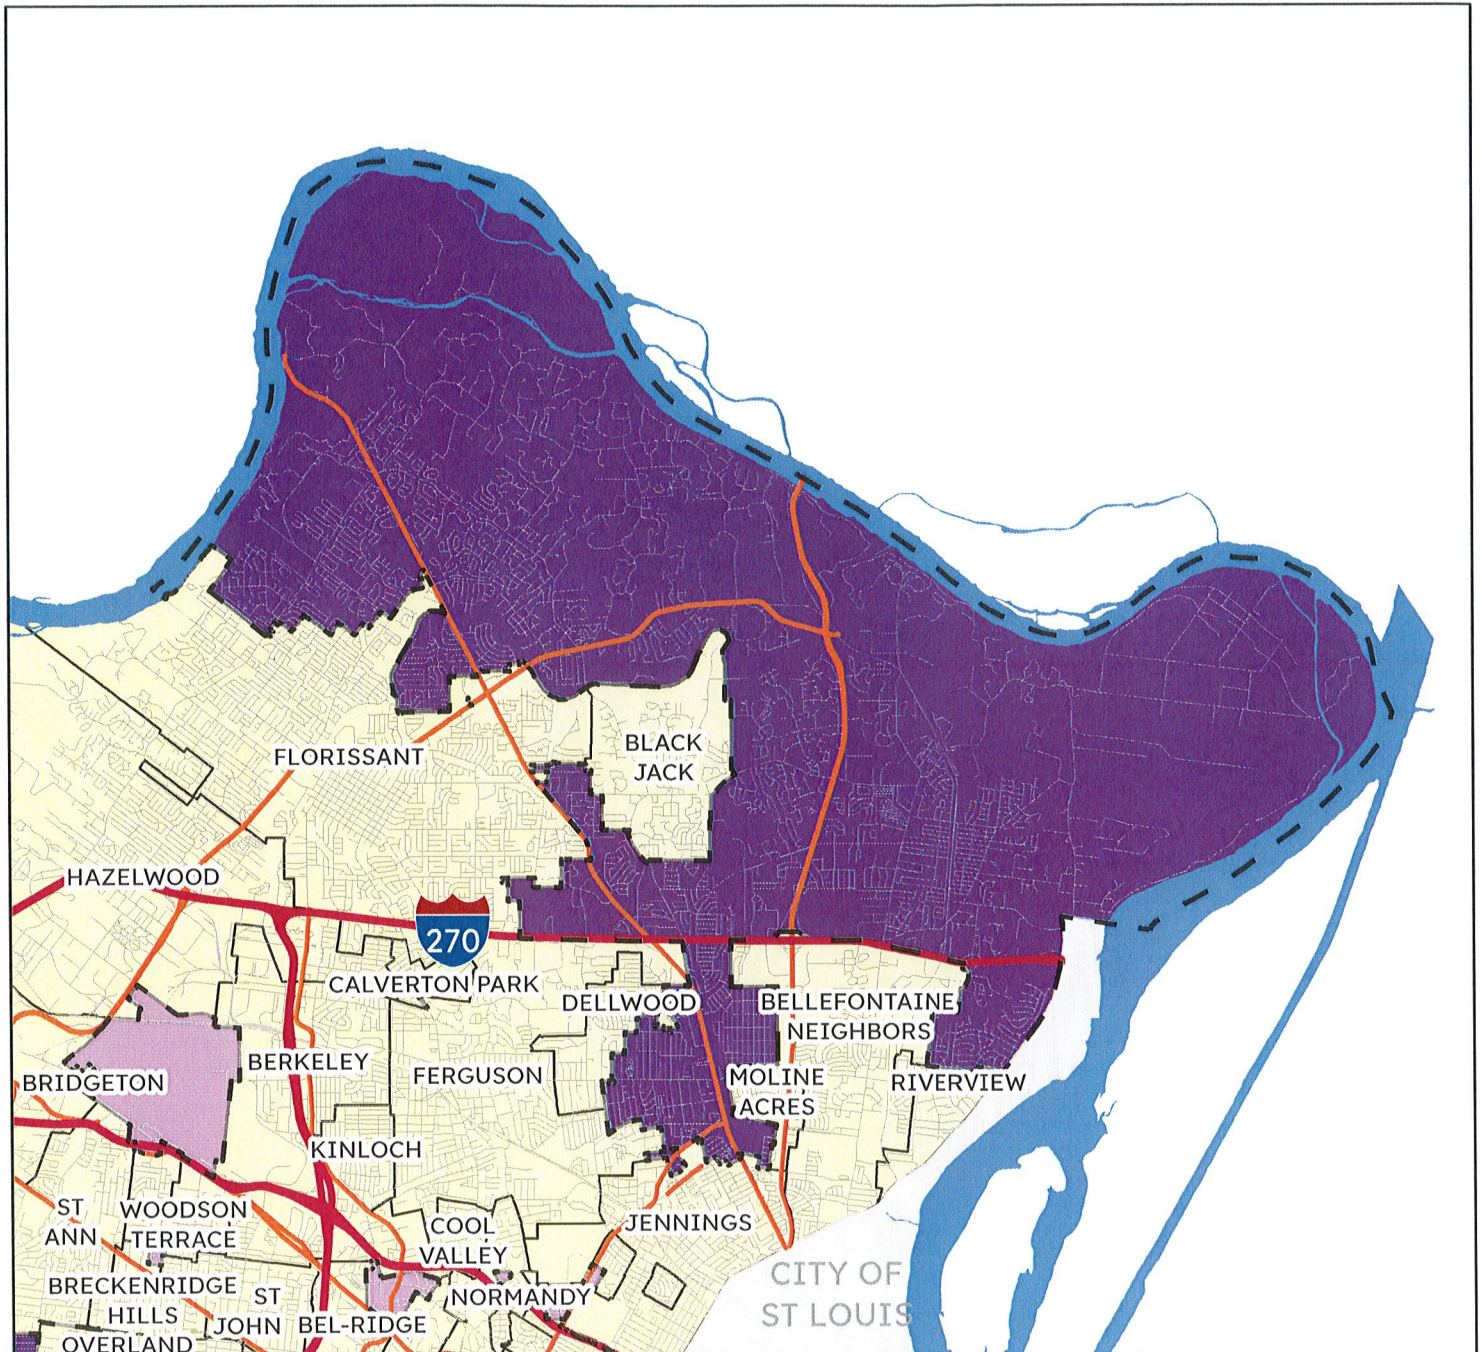 BLACK
JACK
FLORISSANT
HAZELWOOD
270
CALVERTON PARK
DELLWOOD
BELLEFONTAINE
NEIGHBORS
BERKELEY
FERGUSON
BRIDGETON
MOLINE
ACRES
RIVERVIEW
KINLOCH
ST
ANN
WOODSON
TERRACE
COOL
VALLEY
JENNINGS
CITY OF
ST LOUIS
BRECKENRIDGE
HILLS
ST
JOHN
BEL-RIDGE
NORMANDY
OVERLAND